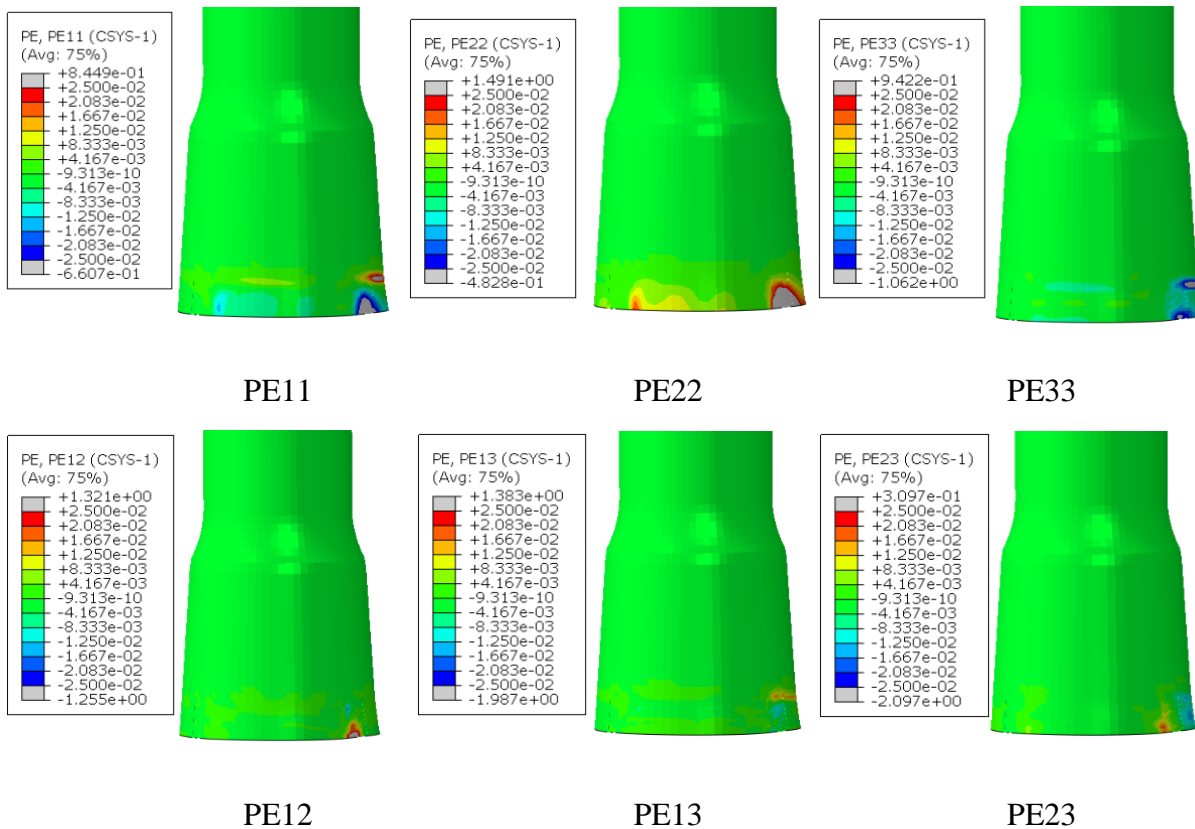 PE, PE11 (CSYS-1)
(Avg: 75%)
+8.449e-01
+2.500e-02
+2.083e-02
+1.667e-02
+1.250e-02
+8.333e-03
+4.167e-03
-9.313e-10
-4.167e-03
-8.333e-03
-1.250e-02
-1.667e-02
-2.083e-02
-2.500e-02
-6.607e-01
PE, PE22 (CSYS-1)
(Avg: 75%)
+1.491e+00
+2.500e-02
+2.083e-02
+1.667e-02
+1.250e-02
+8.333e-03
+4.167e-03
-9.313e-10
-4.167e-03
-8.333e-03
-1.250e-02
-1.667e-02
-2.083e-02
-2.500e-02
-4.828e-01
PE, PE33 (CSYS-1)
(Avg: 75%)
+9.422e-01
+2.500e-02
+2.083e-02
+1.667e-02
+1.250e-02
+8.333e-03
+4.167e-03
-9.313e-10
-4.167e-03
-8.333e-03
-1.250e-02
-1.667e-02
-2.083e-02
-2.500e-02
-1.062e+00
PE11
PE22
PE33
PE, PE12 (CSYS-1)
(Avg: 75%)
+1.321e+00
+2.500e-02
+2.083e-02
+1.667e-02
+1.250e-02
+8.333e-03
+4.167e-03
-9.313e-10
-4.167e-03
-8.333e-03
-1.250e-02
-1.667e-02
-2.083e-02
-2.500e-02
-1.255e+00
PE, PE13 (CSYS-1)
(Avg: 75%)
+1.383e+00
+2.500e-02
+2.083e-02
+1.667e-02
+1.250e-02
+8.333e-03
+4.167e-03
-9.313e-10
-4.167e-03
-8.333e-03
-1.250e-02
-1.667e-02
-2.083e-02
-2.500e-02
-1.987e+00
PE, PE23 (CSYS-1)
(Avg: 75%)
+3.097e-01
+2.500e-02
+2.083e-02
+1.667e-02
+1.250e-02
+8.333e-03
+4.167e-03
-9.313e-10
-4.167e-03
-8.333e-03
-1.250e-02
-1.667e-02
-2.083e-02
-2.500e-02
-2.097e+00
PE12
PE13
PE23